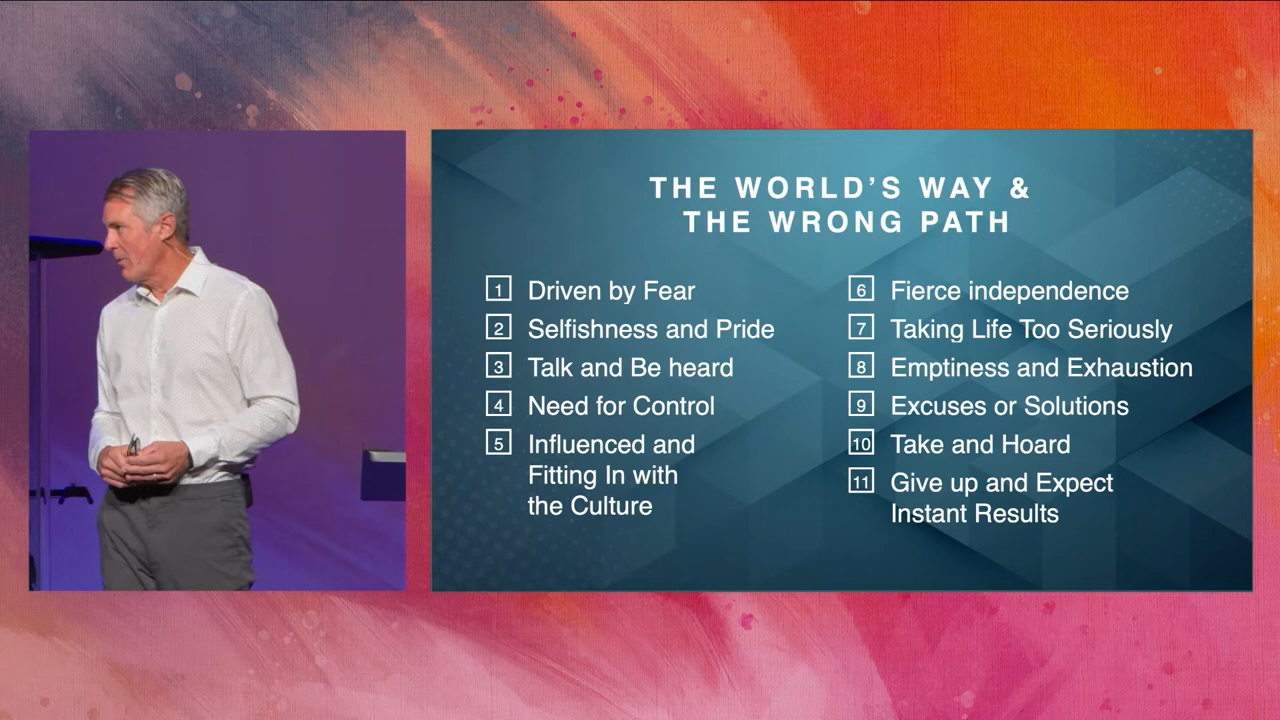 THE WORLD'S WAY &
THE WRONG PATH
1 Driven by Fear
2 Selfishness and Pride
3 Talk and Be heard
4 Need for Control
5 Influenced and
Fitting In with
the Culture
6 Fierce independence
7 Taking Life Too Seriously
8 Emptiness and Exhaustion
9 Excuses or Solutions
10 Take and Hoard
11 Give up and Expect
Instant Results